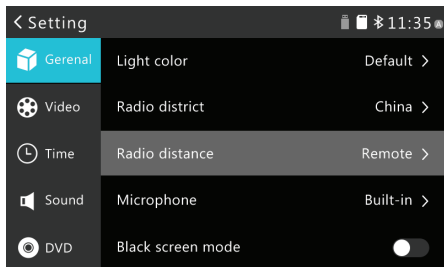 Setting 11:35
Gerenal
Light color Default
Video
Radio district China
Time
Radio distance Remote
Sound
Microphone Built-in
DVD
Black screen mode